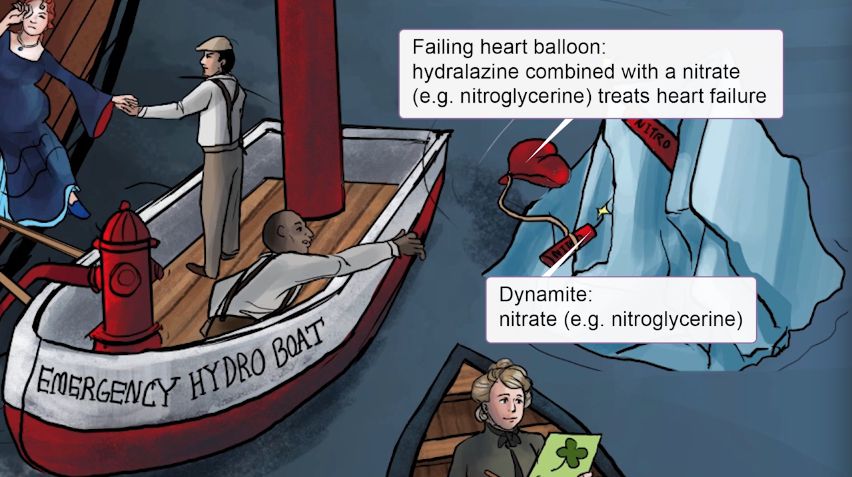 Failing heart balloon:
hydralazine combined with a nitrate
(e.g. nitroglycerine) treats heart failure
NITRO
Dynamite:
nitrate (e.g. nitroglycerine)
EMERGENCY HYDRO BOAT